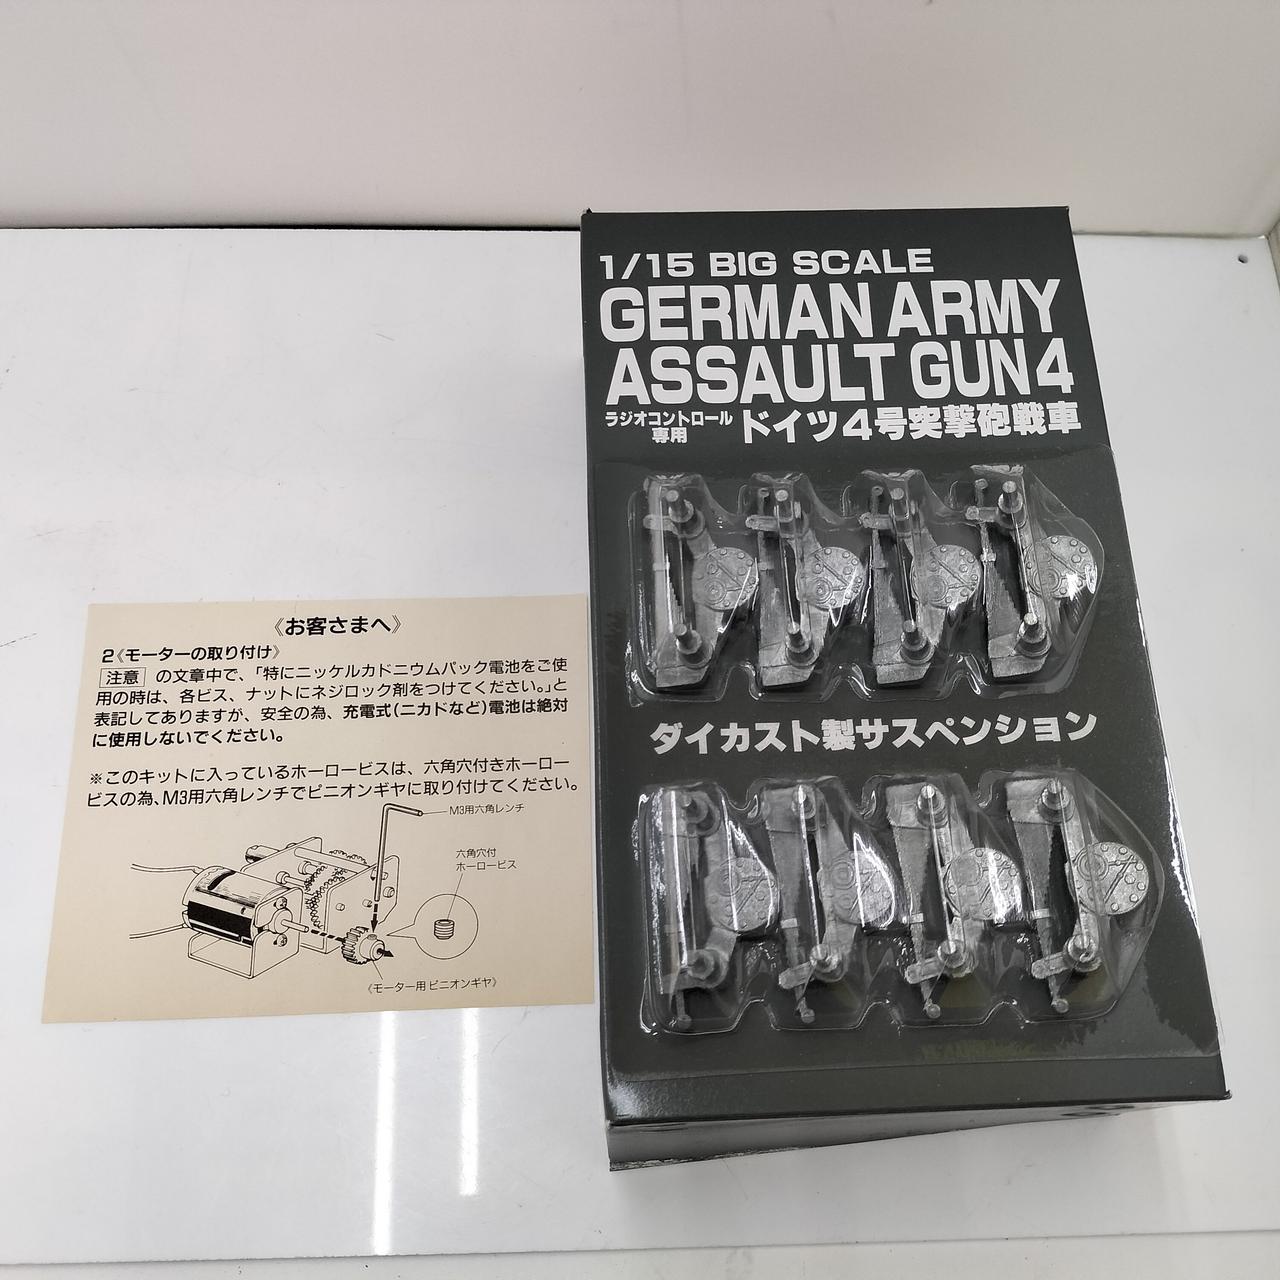 1/15 BIG SCALE
GERMAN ARMY
ASSAULT GUN 4
ラジオコントロール
専用
ドイツ4号突撃砲戦車
ダイカスト製サスペンション
《お客さまへ》
2《モーターの取り付け》
注意 の文章中で、「特にニッケルカドニウムパック電池をご使
用の時は、各ビス、ナットにネジロック剤をつけてください。」と
表記してありますが、安全の為、充電式(ニカドなど)電池は絶対
に使用しないでください。
※このキットに入っているホーロービスは、六角穴付きホーロー
ビスの為、M3用六角レンチでピニオンギヤに取り付けてください。
M3用六角レンチ
六角穴付
ホーロービス
《モーター用 ピニオンギヤ》